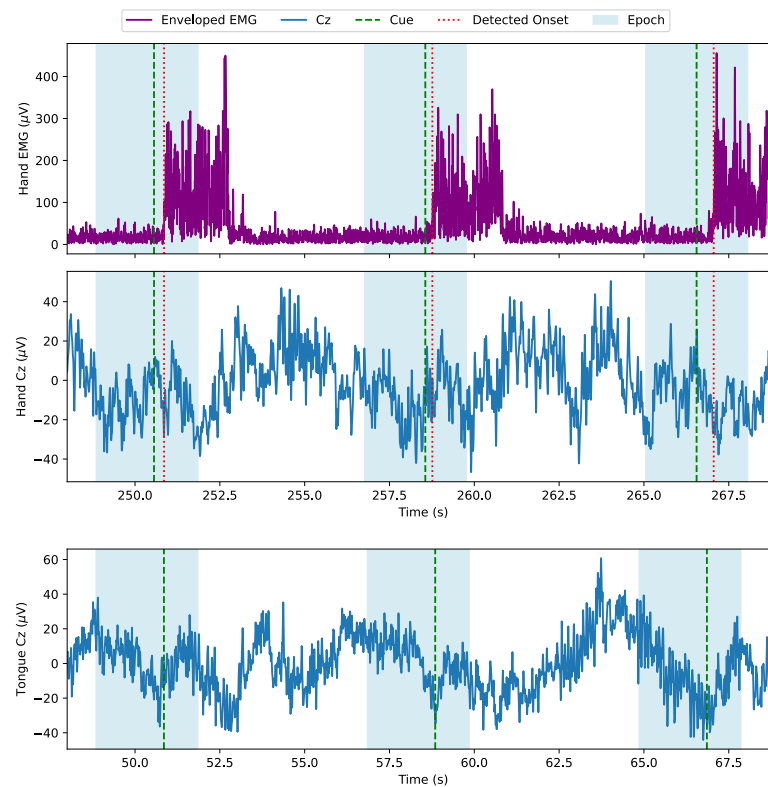 Enveloped EMG Cz Cue Detected Onset Epoch
Hand EMG (μV)
400
300
200
100
0
Hand Cz (μV)
40
20
0
−20
−40
250.0 252.5 255.0 257.5 260.0 262.5 265.0 267.5
Time (s)
Tongue Cz (μV)
60
40
20
0
−20
−40
50.0 52.5 55.0 57.5 60.0 62.5 65.0 67.5
Time (s)